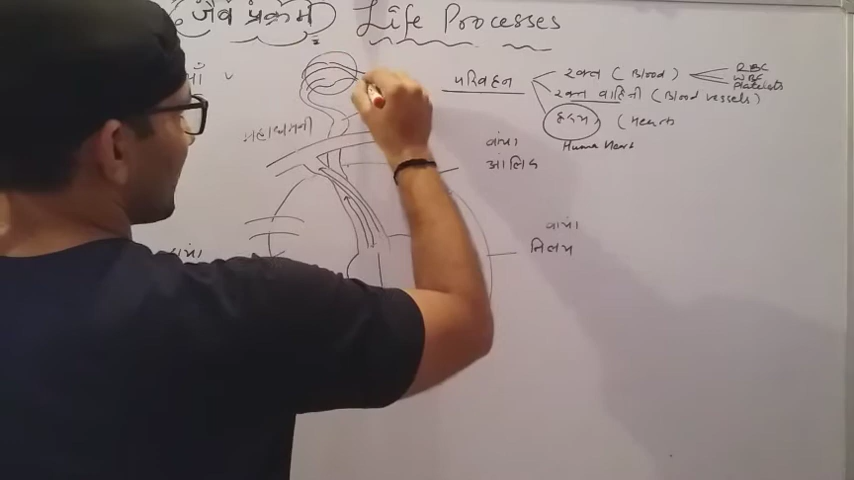 जैव प्रक्रम Life Processes
परिवहन
रक्त (Blood)
RBC
WBC
Platelets
रक्त वाहिनी (Blood vessels)
हृदय (Heart)
Human Heart
महाधमनी
बांया
अलिंद
बांया
निलय